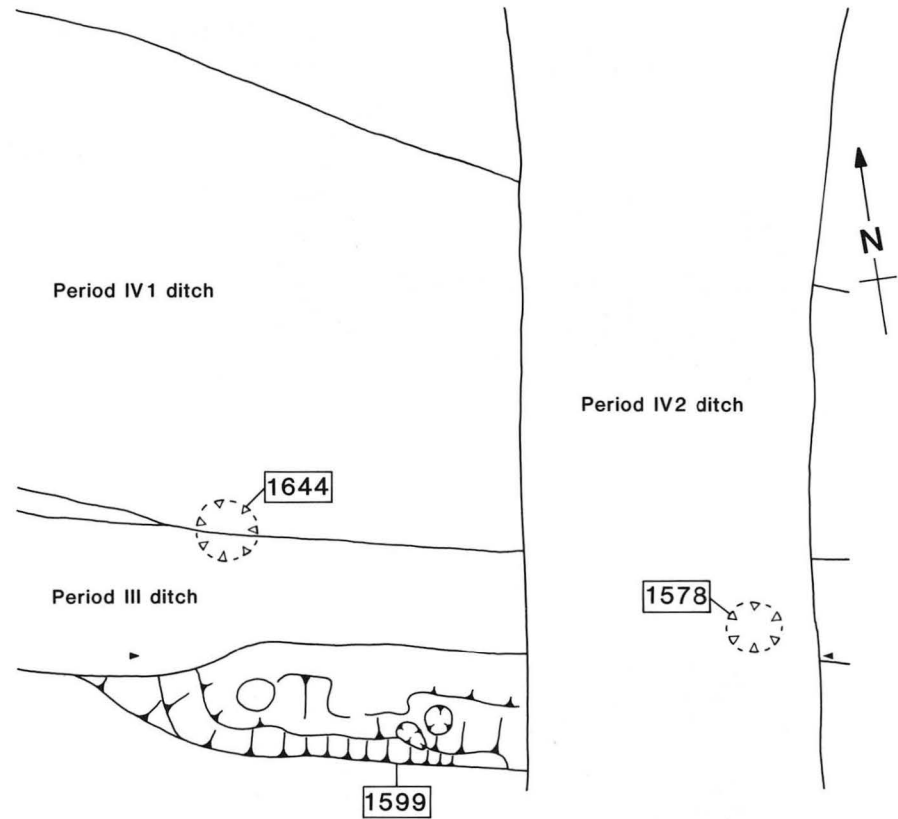 N
Period IV1 ditch
Period IV2 ditch
1644
1578
Period III ditch
1599